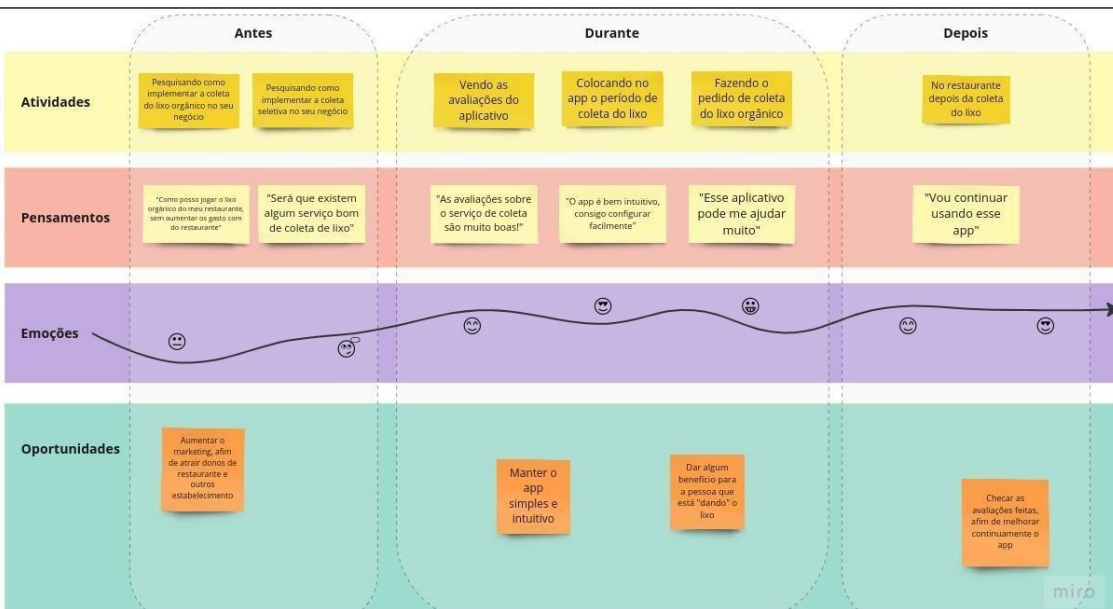 Antes
Durante
Depois
Atividades
Pesquisando como
implementar a coleta
do lixo orgânico no seu
negócio
Pesquisando como
implementar a coleta
seletiva no seu negócio
Vendo as
avaliações do
aplicativo
Colocando no
app o período de
coleta do lixo
Fazendo o
pedido de coleta
do lixo orgânico
No restaurante
depois da coleta
do lixo
Pensamentos
"Como posso jogar o lixo
orgânico do meu restaurante,
sem aumentar os gasto com
do restaurante"
"Será que existem
algum serviço bom
de coleta de lixo"
"As avaliações sobre
o serviço de coleta
são muito boas!"
"O app é bem intuitivo,
consigo configurar
facilmente"
"Esse aplicativo
pode me ajudar
muito"
"Vou continuar
usando esse
app"
Emoções
Oportunidades
Aumentar o
marketing, afim
de atrair donos de
restaurante e
outros
estabelecimento
Manter o
app
simples e
intuitivo
Dar algum
benefício para
a pessoa que
está "dando" o
lixo
Checar as
avaliações feitas,
afim de melhorar
continuamente o
app
miro